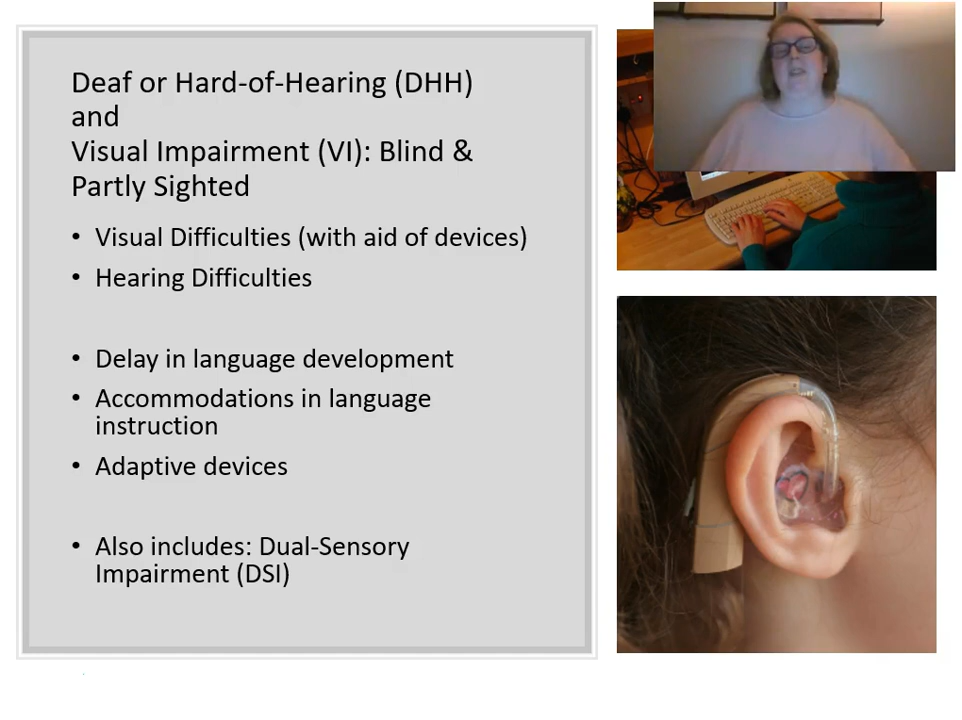 Deaf or Hard-of-Hearing (DHH)
and
Visual Impairment (VI): Blind &
Partly Sighted
• Visual Difficulties (with aid of devices)
• Hearing Difficulties
• Delay in language development
• Accommodations in language
instruction
• Adaptive devices
• Also includes: Dual-Sensory
Impairment (DSI)